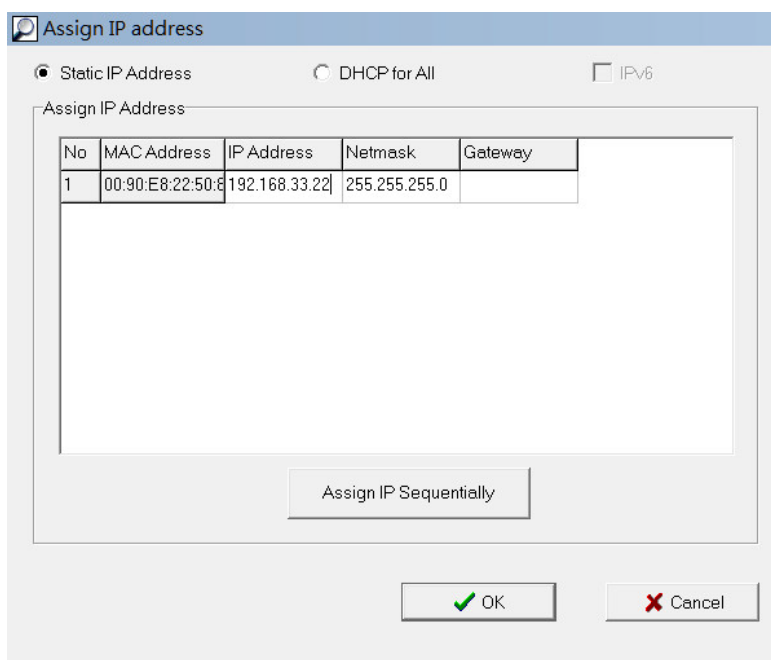 Assign IP address
Static IP Address DHCP for All IPv6
Assign IP Address
No MAC Address IP Address Netmask Gateway
1 00:90:E8:22:50: 192.168.33.22 255.255.255.0
Assign IP Sequentially
OK Cancel